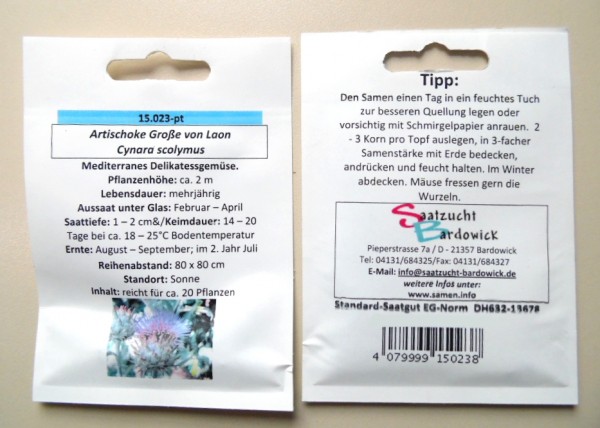 15.023-pt
Artischoke Große von Laon
Cynara scolymus
Mediterranes Delikatessgemüse.
Pflanzenhöhe: ca. 2 m
Lebensdauer: mehrjährig
Aussaat unter Glas: Februar – April
Saattiefe: 1 – 2 cm&/Keimdauer: 14 – 20
Tage bei ca. 18 – 25°C Bodentemperatur
Ernte: August – September; im 2. Jahr Juli
Reihenabstand: 80 x 80 cm
Standort: Sonne
Inhalt: reicht für ca. 20 Pflanzen
Tipp:
Den Samen einen Tag in ein feuchtes Tuch
zur besseren Quellung legen oder
vorsichtig mit Schmirgelpapier anrauen. 2
- 3 Korn pro Topf auslegen, in 3-facher
Samenstärke mit Erde bedecken,
andrücken und feucht halten. Im Winter
abdecken. Mäuse fressen gern die
Wurzeln.
Saatzucht
Bardowick
Pieperstrasse 7a / D - 21357 Bardowick
Tel: 04131/684325/Fax: 04131/684327
E-Mail: info@saatzucht-bardowick.de
weitere Infos unter:
www.samen.info
Standard-Saatgut EG-Norm DH632-13678
4 079999 150238